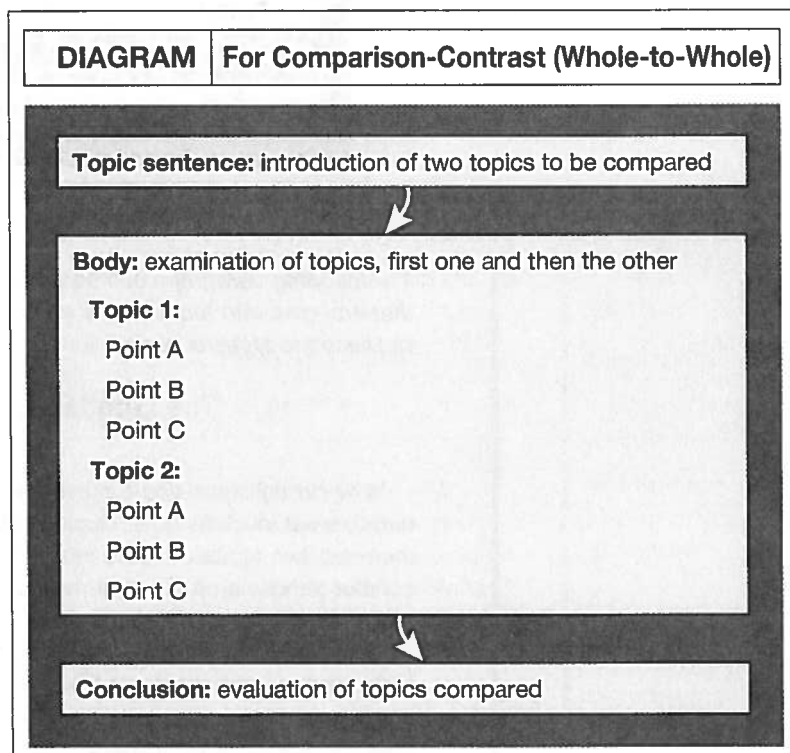 DIAGRAM For Comparison-Contrast (Whole-to-Whole)
Topic sentence: introduction of two topics to be compared
Body: examination of topics, first one and then the other
Topic 1:
Point A
Point B
Point C
Topic 2:
Point A
Point B
Point C
Conclusion: evaluation of topics compared